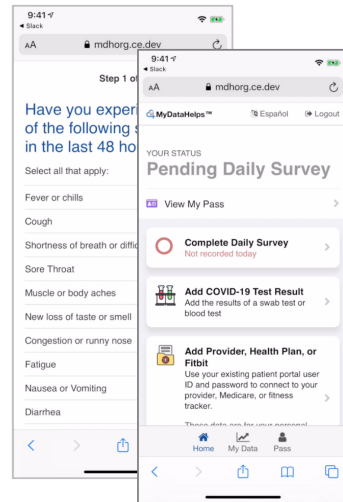 9:41
Slack
AA mdhorg.ce.dev
Step 1 of
Have you experi
of the following s
in the last 48 ho
Select all that apply:
Fever or chills
Cough
Shortness of breath or diffic
Sore Throat
Muscle or body aches
New loss of taste or smell
Congestion or runny nose
Fatigue
Nausea or Vomiting
Diarrhea
9:41
Slack
AA mdhorg.ce.dev
MyDataHelps™ Español Logout
YOUR STATUS
Pending Daily Survey
View My Pass
Complete Daily Survey
Not recorded today
Add COVID-19 Test Result
Add the results of a swab test or
blood test
Add Provider, Health Plan, or
Fitbit
Use your existing patient portal user
ID and password to connect to your
provider, Medicare, or fitness
tracker.
These data are for your personal
Home My Data Pass